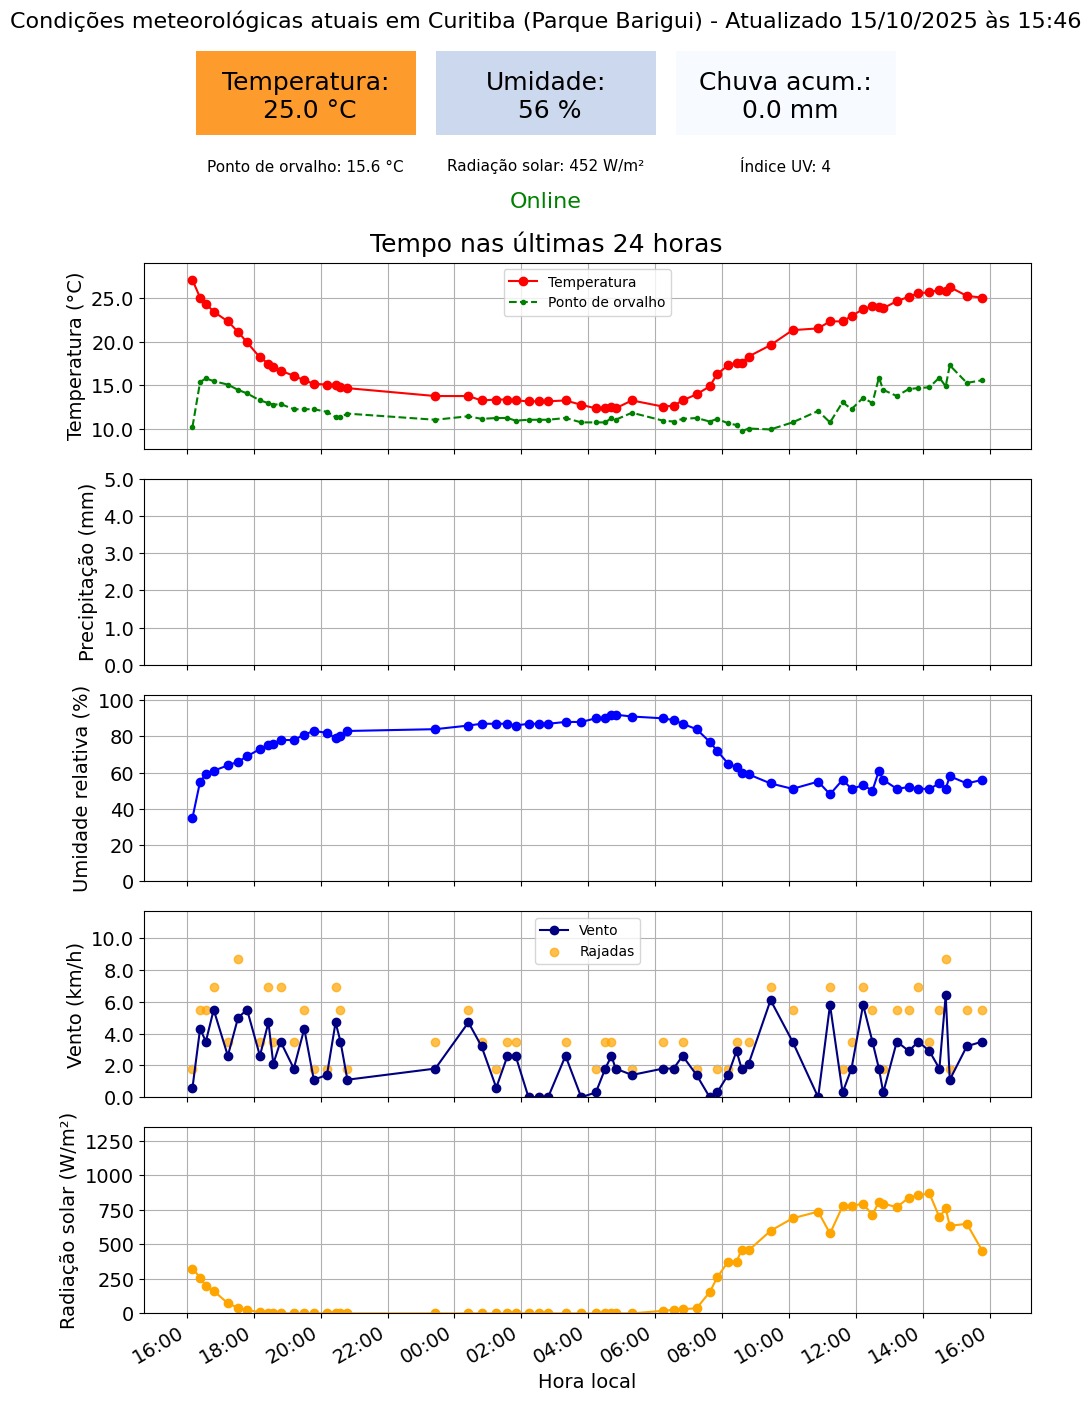 Condições meteorológicas atuais em Curitiba (Parque Barigui) - Atualizado 15/10/2025 às 15:46
Temperatura:
25.0 °C
Umidade:
56 %
Chuva acum.:
0.0 mm
Ponto de orvalho: 15.6 °C
Radiação solar: 452 W/m²
Índice UV: 4
Online
Tempo nas últimas 24 horas
Temperatura (°C)
25.0
20.0
15.0
10.0
Temperatura
Ponto de orvalho
Precipitação (mm)
5.0
4.0
3.0
2.0
1.0
0.0
Umidade relativa (%)
100
80
60
40
20
0
Vento (km/h)
10.0
8.0
6.0
4.0
2.0
0.0
Vento
Rajadas
Radiação solar (W/m²)
1250
1000
750
500
250
0
16:00
18:00
20:00
22:00
00:00
02:00
04:00
06:00
08:00
10:00
12:00
14:00
16:00
Hora local